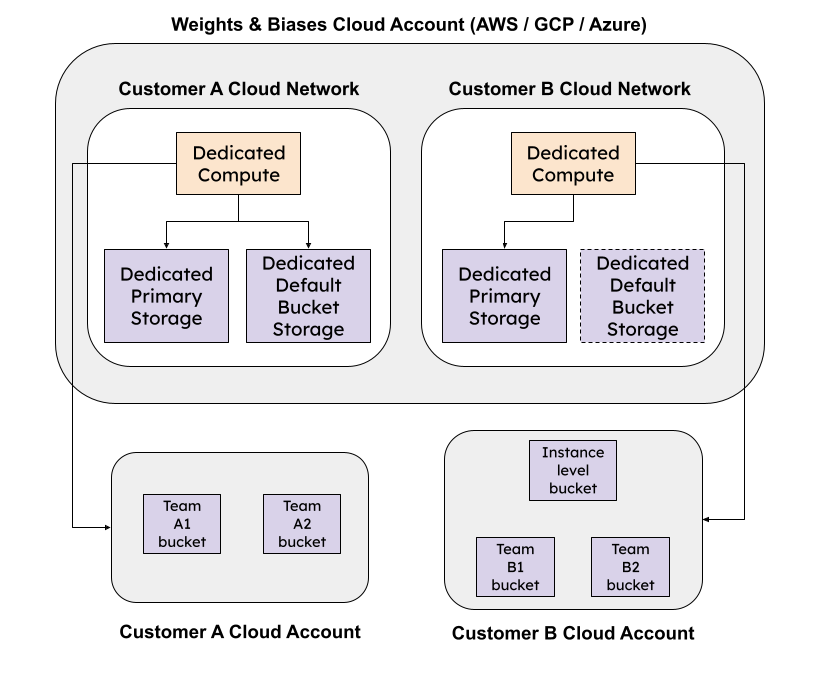 Weights & Biases Cloud Account (AWS / GCP / Azure)
Customer A Cloud Network
Dedicated
Compute
Dedicated
Primary
Storage
Dedicated
Default
Bucket
Storage
Customer B Cloud Network
Dedicated
Compute
Dedicated
Primary
Storage
Dedicated
Default
Bucket
Storage
Team
A1
bucket
Team
A2
bucket
Customer A Cloud Account
Instance
level
bucket
Team
B1
bucket
Team
B2
bucket
Customer B Cloud Account